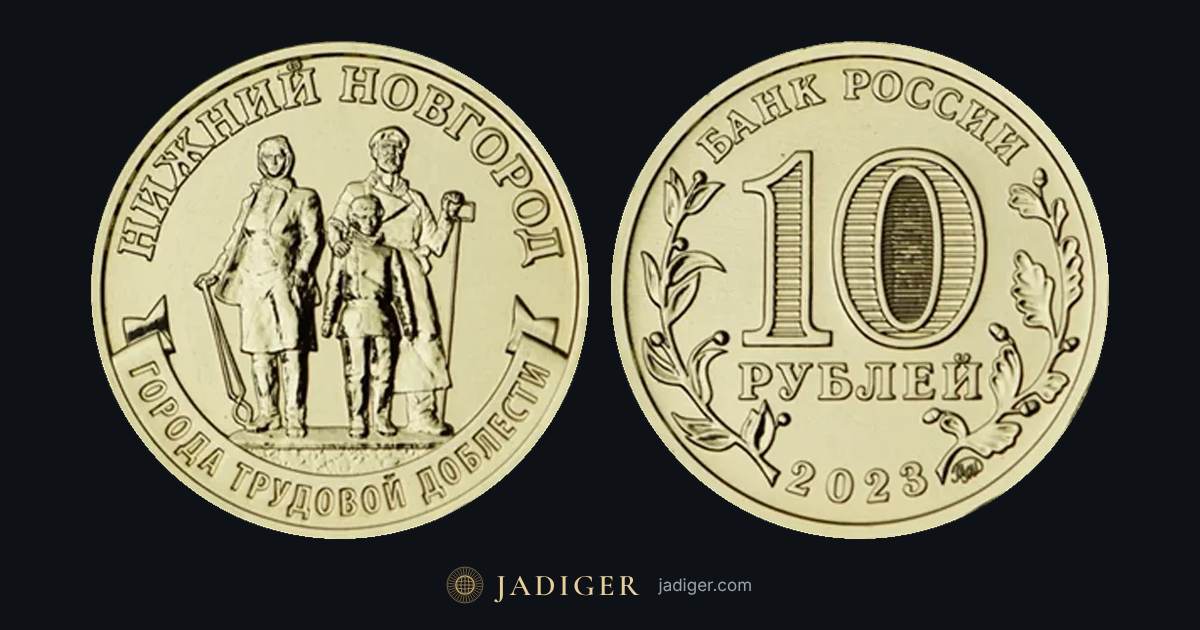 НИЖНИЙ НОВГОРОД
ГОРОДА ТРУДОВОЙ ДОБЛЕСТИ
БАНК РОССИИ
10
РУБЛЕЙ
2023
JADIGER jadiger.com